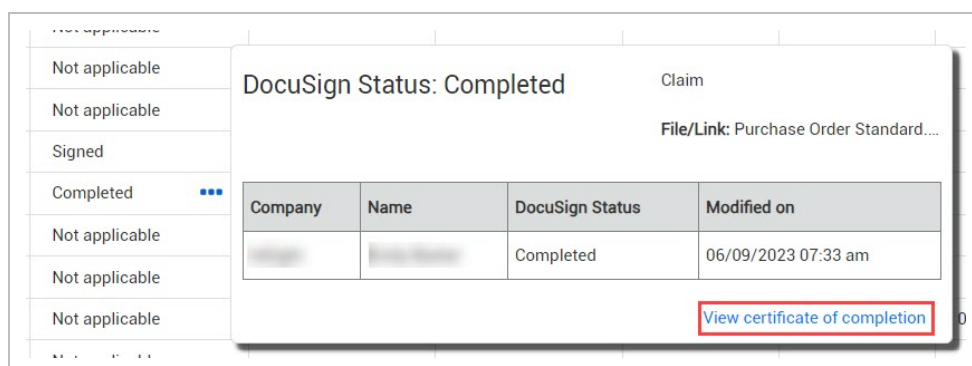 Not applicable
Not applicable
Signed
Completed
Not applicable
Not applicable
Not applicable
DocuSign Status: Completed
Claim
File/Link: Purchase Order Standard....
Company Name DocuSign Status Modified on
Completed 06/09/2023 07:33 am
View certificate of completion